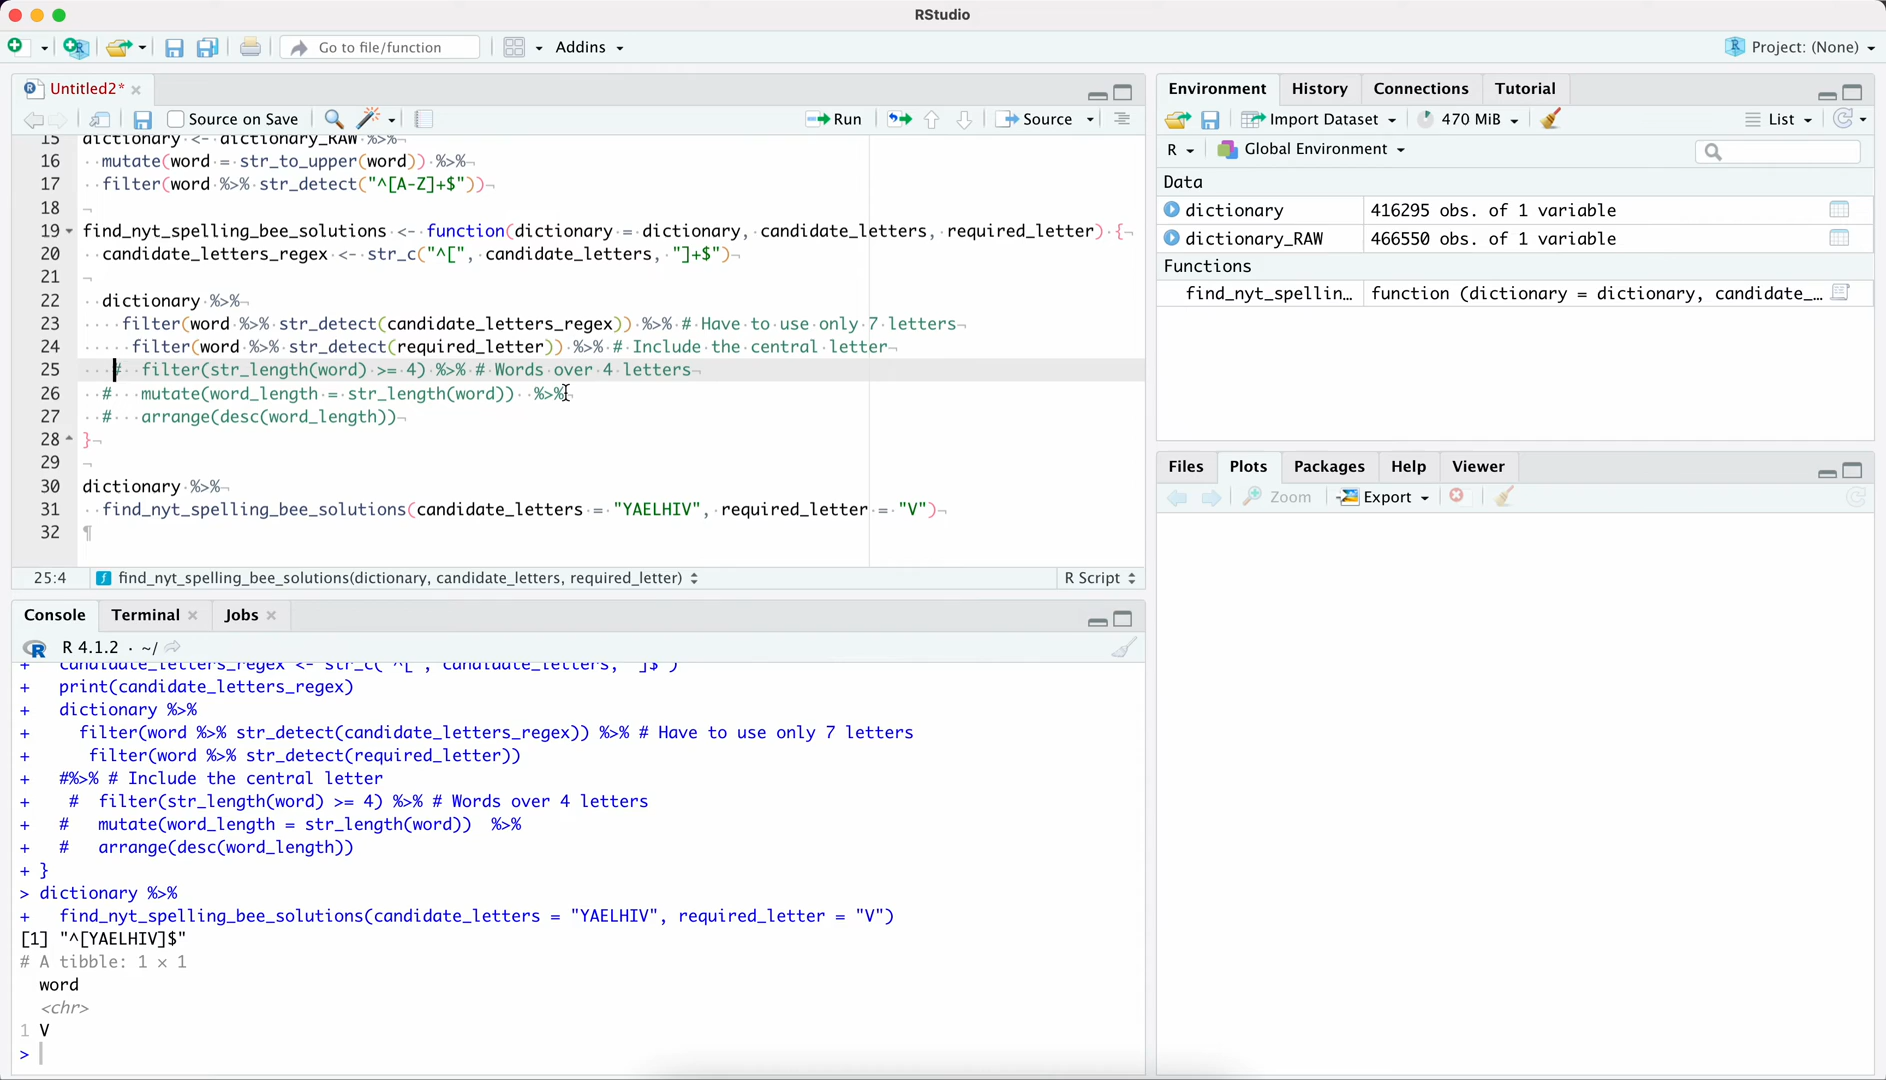 RStudio
Go to file/function
Addins
Project: (None)
Untitled2*
Source on Save
Run
Source
15 dictionary <- dictionary_RAW %>%
16 mutate(word = str_to_upper(word)) %>%
17 filter(word %>% str_detect("^[A-Z]+$"))
18
19 find_nyt_spelling_bee_solutions <- function(dictionary = dictionary, candidate_letters, required_letter) {
20 candidate_letters_regex <- str_c("^[", candidate_letters, "]+$")
21
22 dictionary %>%
23 filter(word %>% str_detect(candidate_letters_regex)) %>% # Have to use only 7 letters
24 filter(word %>% str_detect(required_letter)) %>% # Include the central letter
25 # filter(str_length(word) >= 4) %>% # Words over 4 letters
26 # mutate(word_length = str_length(word))  %>%
27 # arrange(desc(word_length))
28 }
29
30 dictionary %>%
31 find_nyt_spelling_bee_solutions(candidate_letters = "YAELHIV", required_letter = "V")
32
25:4 find_nyt_spelling_bee_solutions(dictionary, candidate_letters, required_letter) R Script
Console Terminal Jobs
R 4.1.2 · ~/
+ candidate_letters_regex <- str_c("^[", candidate_letters, "]$")
+ print(candidate_letters_regex)
+ dictionary %>%
+ filter(word %>% str_detect(candidate_letters_regex)) %>% # Have to use only 7 letters
+ filter(word %>% str_detect(required_letter))
+ #%>% # Include the central letter
+ # filter(str_length(word) >= 4) %>% # Words over 4 letters
+ # mutate(word_length = str_length(word))  %>%
+ # arrange(desc(word_length))
+ }
> dictionary %>%
+ find_nyt_spelling_bee_solutions(candidate_letters = "YAELHIV", required_letter = "V")
[1] "^[YAELHIV]$"
# A tibble: 1 × 1
word
<chr>
1 V
>
Environment History Connections Tutorial
Import Dataset 470 MiB List
R Global Environment
Data
dictionary 416295 obs. of 1 variable
dictionary_RAW 466550 obs. of 1 variable
Functions
find_nyt_spellin… function (dictionary = dictionary, candidate_…
Files Plots Packages Help Viewer
Zoom Export